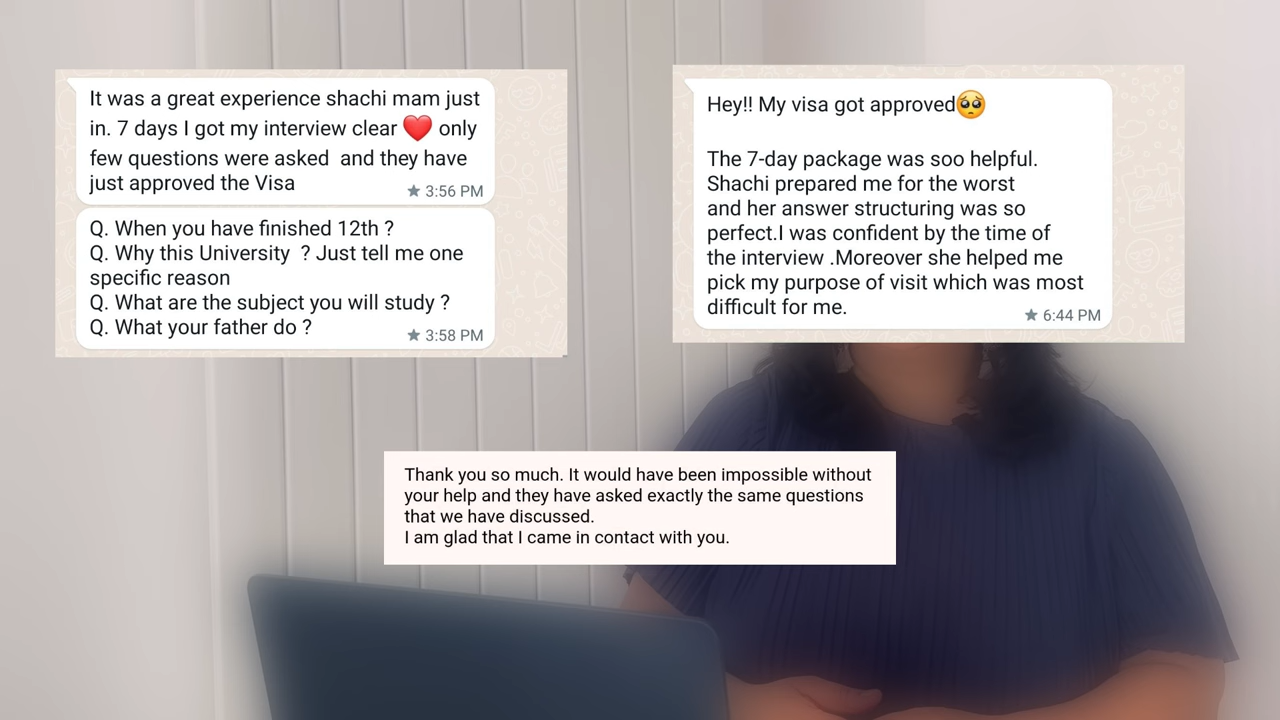 It was a great experience shachi mam just
in. 7 days I got my interview clear ❤️ only
few questions were asked  and they have
just approved the Visa
★ 3:56 PM
Q. When you have finished 12th ?
Q. Why this University  ? Just tell me one
specific reason
Q. What are the subject you will study ?
Q. What your father do ?
★ 3:58 PM
Hey!! My visa got approved🥺
The 7-day package was soo helpful.
Shachi prepared me for the worst
and her answer structuring was so
perfect.I was confident by the time of
the interview .Moreover she helped me
pick my purpose of visit which was most
difficult for me.
★ 6:44 PM
Thank you so much. It would have been impossible without
your help and they have asked exactly the same questions
that we have discussed.
I am glad that I came in contact with you.